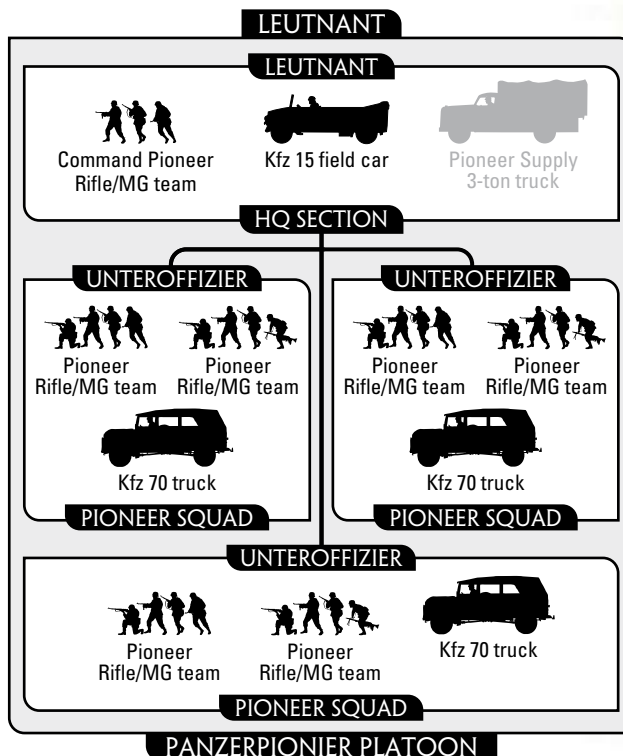 LEUTNANT
LEUTNANT
Command Pioneer
Rifle/MG team
Kfz 15 field car
Pioneer Supply
3-ton truck
HQ SECTION
UNTEROFFIZIER
Pioneer
Rifle/MG team
Pioneer
Rifle/MG team
Kfz 70 truck
PIONEER SQUAD
UNTEROFFIZIER
Pioneer
Rifle/MG team
Pioneer
Rifle/MG team
Kfz 70 truck
PIONEER SQUAD
UNTEROFFIZIER
Pioneer
Rifle/MG team
Pioneer
Rifle/MG team
Kfz 70 truck
PIONEER SQUAD
PANZERPIONIER PLATOON